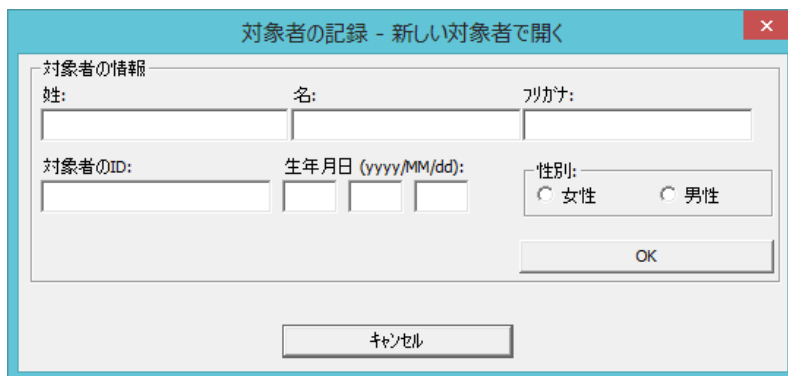 対象者の記録 - 新しい対象者で開く
対象者の情報
姓: 名: ﾌﾘｶﾞﾅ:
対象者のID: 生年月日 (yyyy/MM/dd): 性別:
女性 男性
OK
ｷｬﾝｾﾙ